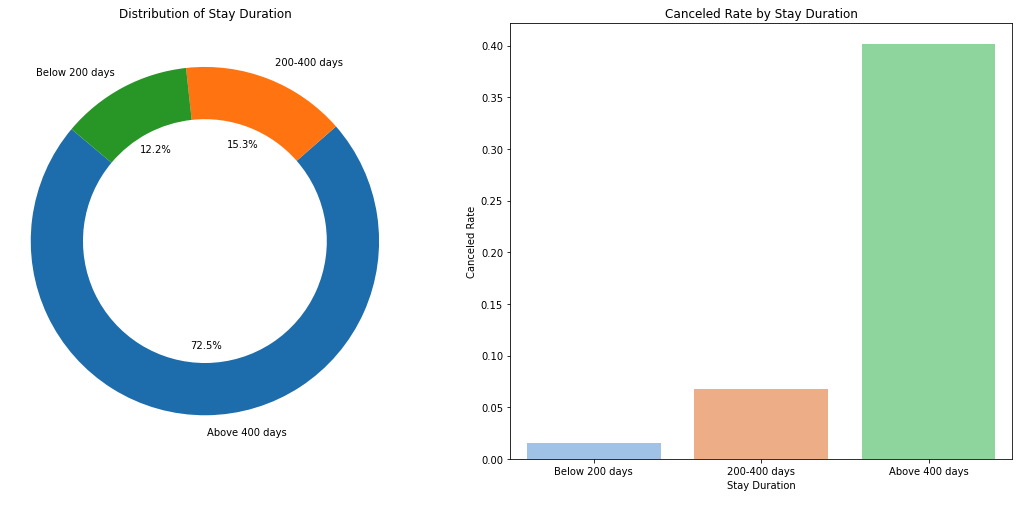 Distribution of Stay Duration
200-400 days
Below 200 days
15.3%
12.2%
72.5%
Above 400 days
Canceled Rate by Stay Duration
0.40
0.35
0.30
0.25
0.20
0.15
0.10
0.05
0.00
Canceled Rate
Below 200 days
200-400 days
Above 400 days
Stay Duration